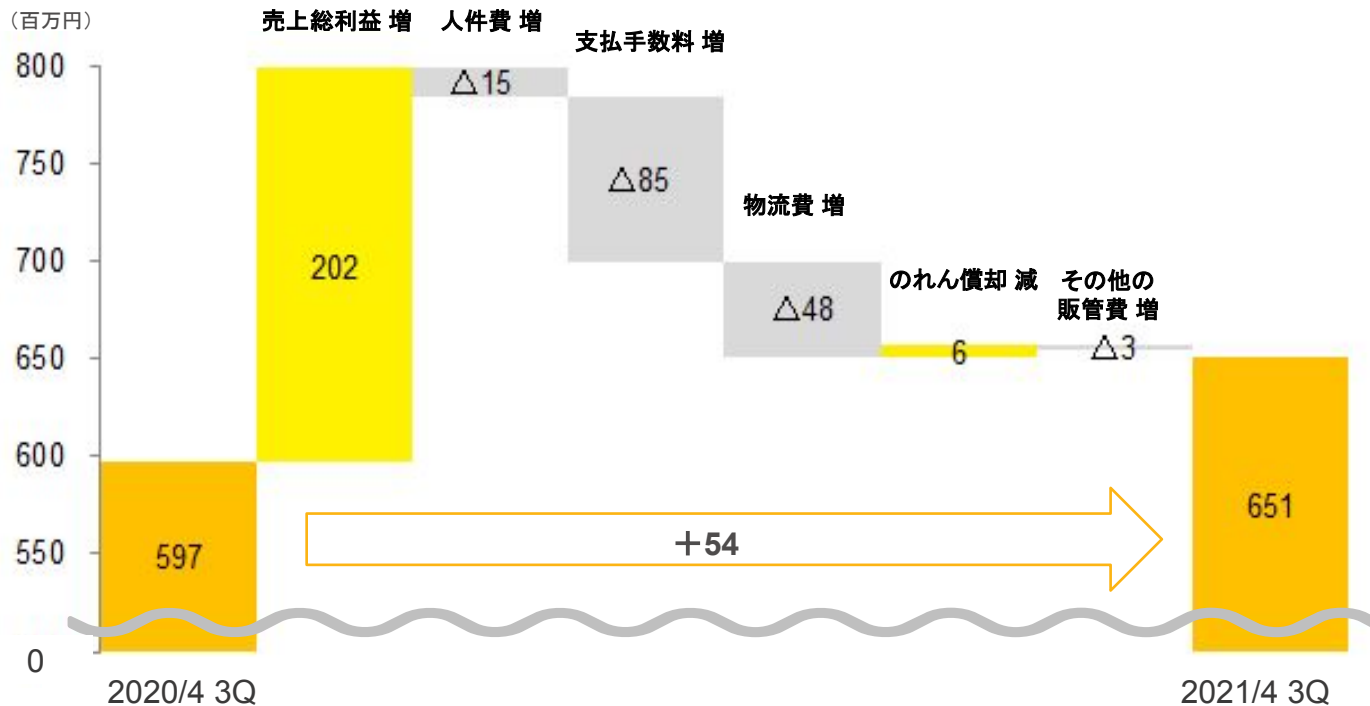 （百万円）
売上総利益 増
人件費 増
支払手数料 増
物流費 増
のれん償却 減
その他の
販管費 増
800
750
700
650
600
550
0
597
202
△15
△85
△48
6
△3
651
＋54
2020/4 3Q
2021/4 3Q